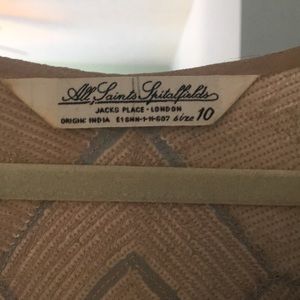 All Saints Spitalfields
JACKS PLACE - LONDON
ORIGIN: INDIA size 10